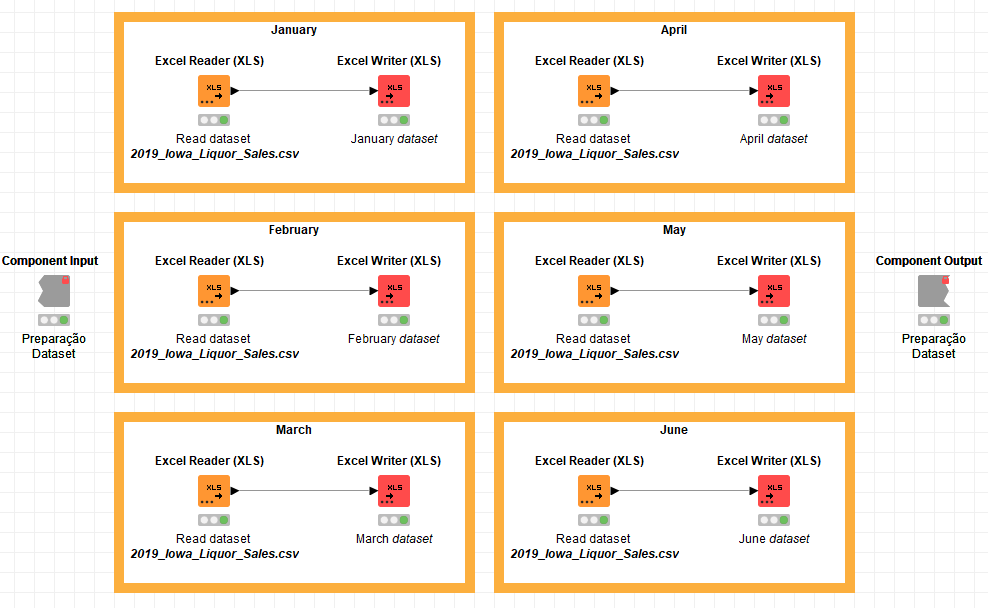 January
Excel Reader (XLS)
Excel Writer (XLS)
XLS
XLS
Read dataset
2019_Iowa_Liquor_Sales.csv
January dataset
April
Excel Reader (XLS)
Excel Writer (XLS)
XLS
XLS
Read dataset
2019_Iowa_Liquor_Sales.csv
April dataset
Component Input
Preparação
Dataset
February
Excel Reader (XLS)
Excel Writer (XLS)
XLS
XLS
Read dataset
2019_Iowa_Liquor_Sales.csv
February dataset
May
Excel Reader (XLS)
Excel Writer (XLS)
XLS
XLS
Read dataset
2019_Iowa_Liquor_Sales.csv
May dataset
Component Output
Preparação
Dataset
March
Excel Reader (XLS)
Excel Writer (XLS)
XLS
XLS
Read dataset
2019_Iowa_Liquor_Sales.csv
March dataset
June
Excel Reader (XLS)
Excel Writer (XLS)
XLS
XLS
Read dataset
2019_Iowa_Liquor_Sales.csv
June dataset